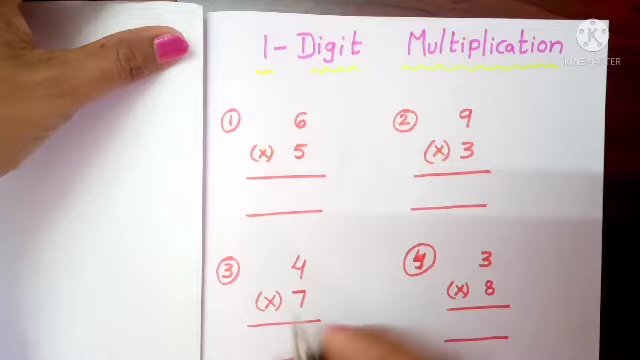 1 - Digit Multiplication
K
KINEMASTER
① 6
(x) 5
② 9
(x) 3
③ 4
(x) 7
④ 3
(x) 8